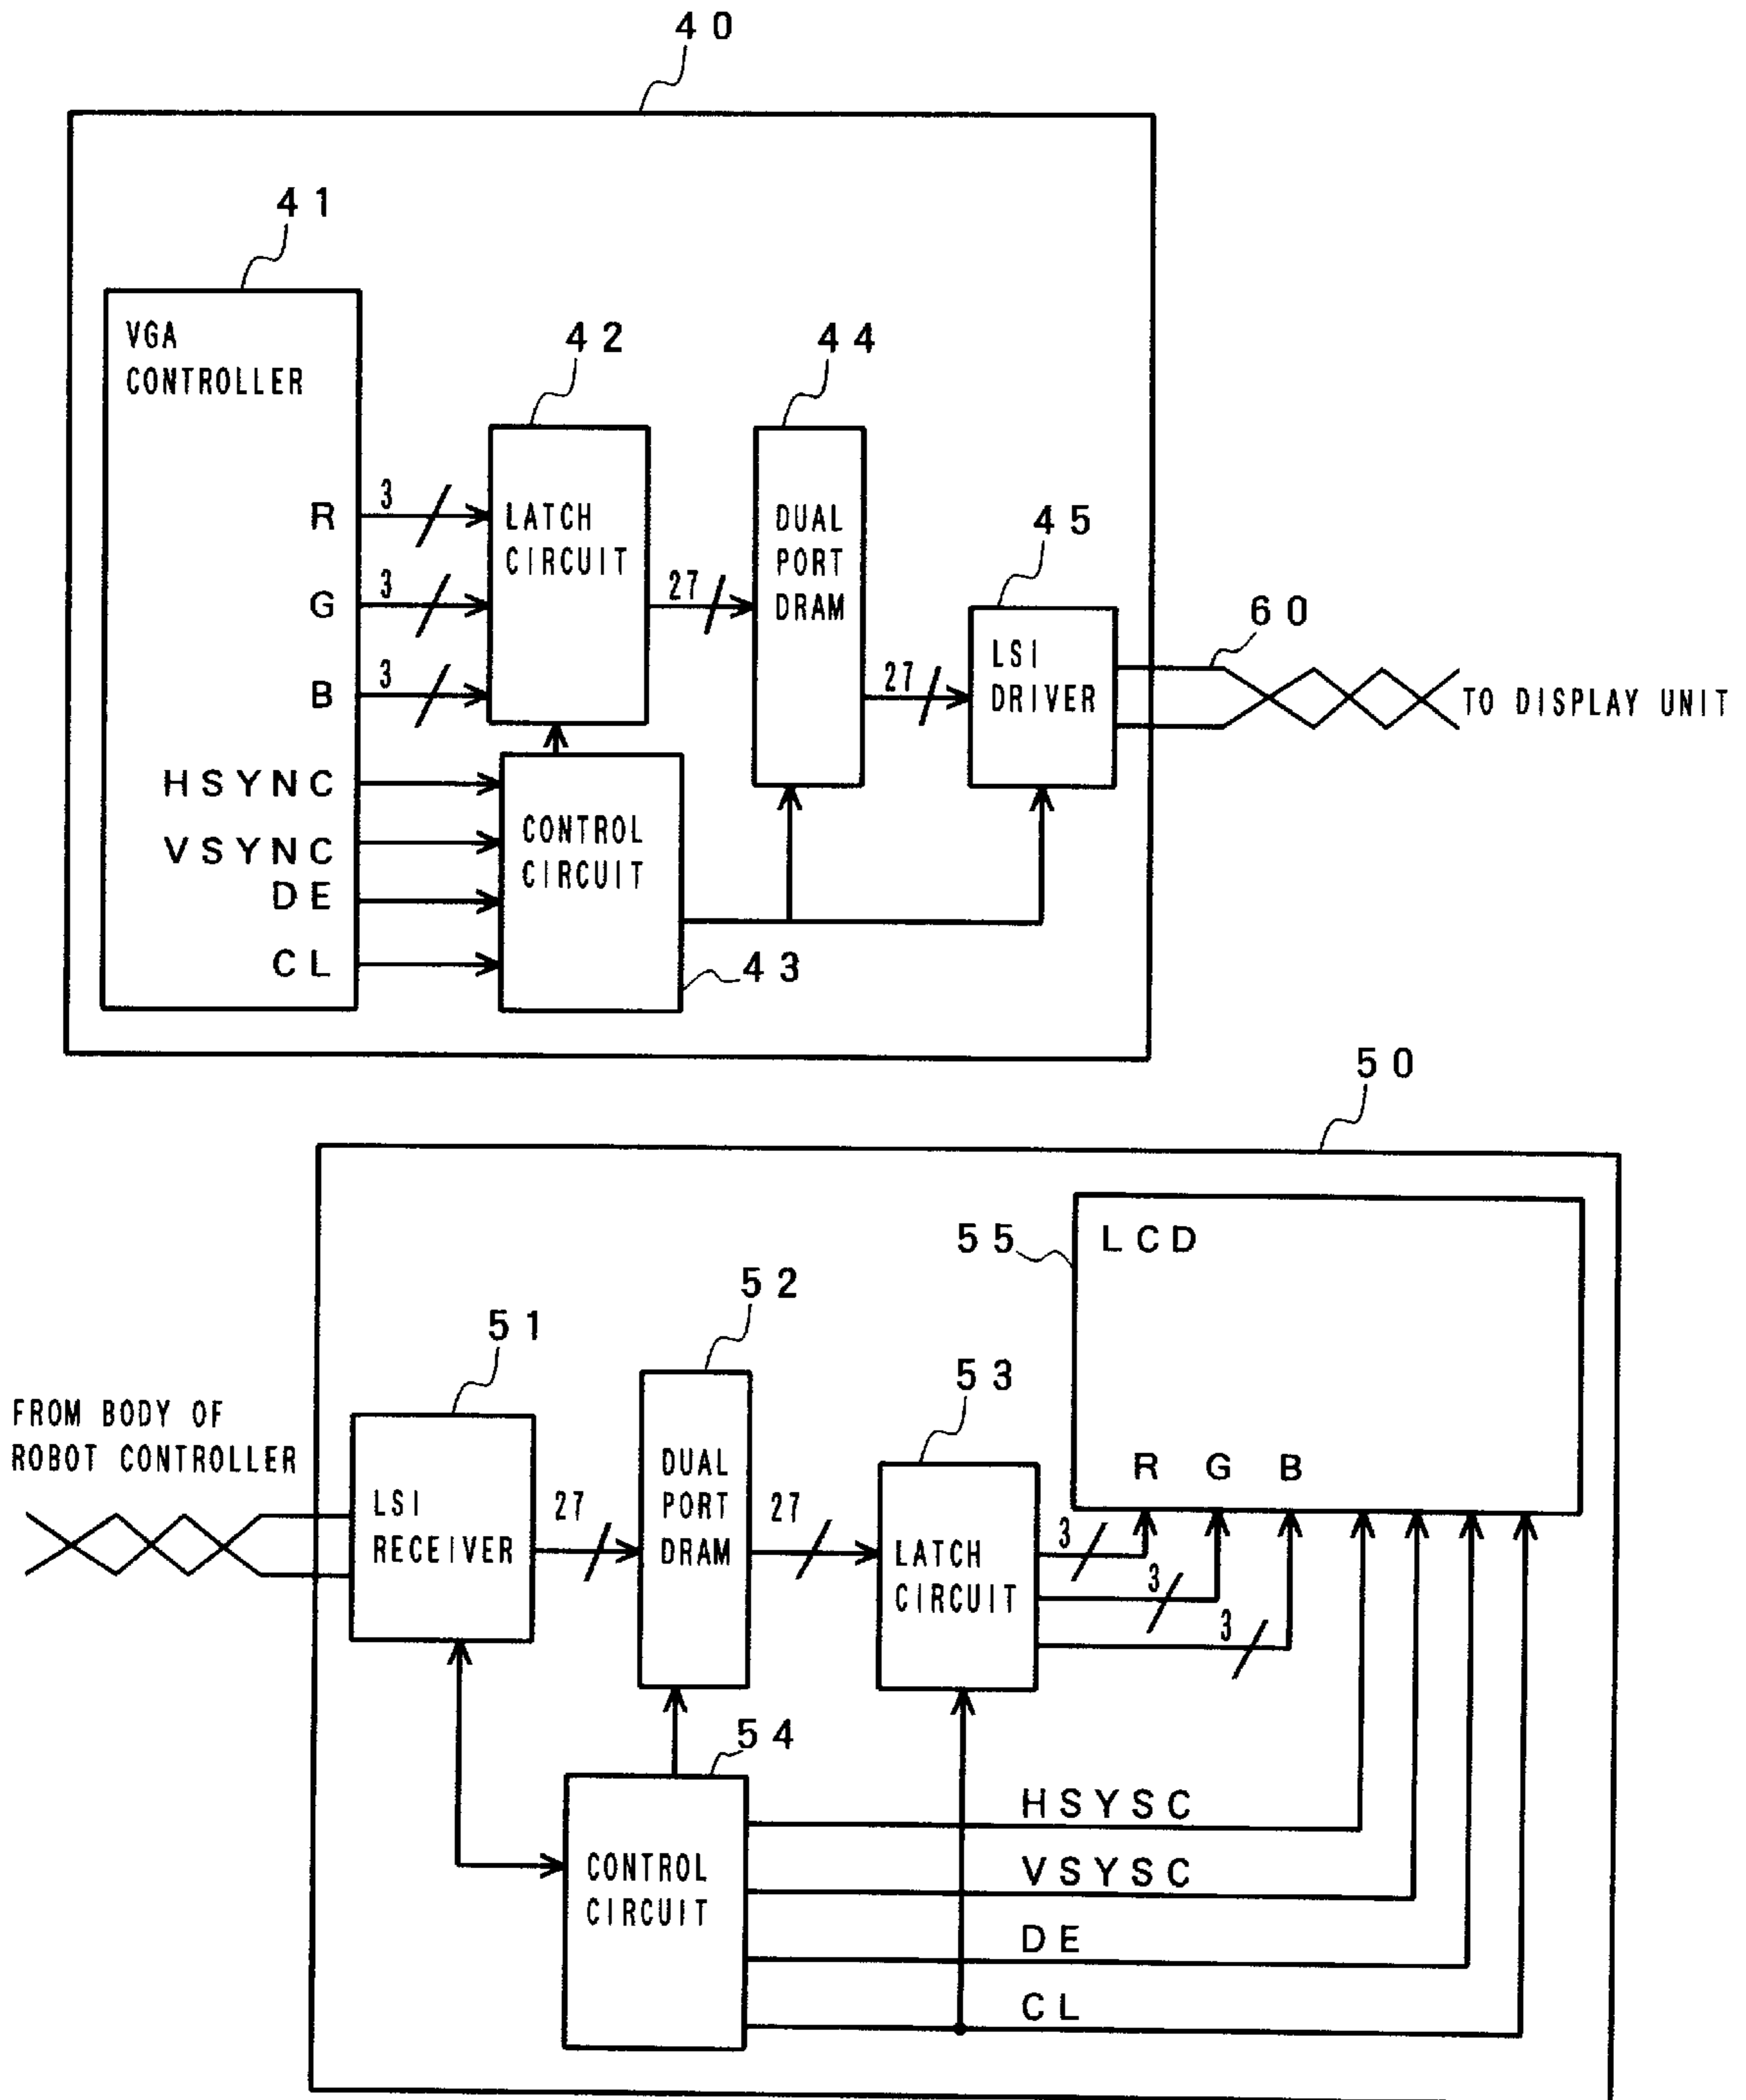 40
41
VGA
CONTROLLER
42
44
R
3
LATCH
CIRCUIT
DUAL
PORT
DRAM
45
G
3
27
60
B
3
27
LSI
DRIVER
TO DISPLAY UNIT
HSYNC
VSYNC
DE
CL
CONTROL
CIRCUIT
43
50
55
LCD
52
51
53
FROM BODY OF
ROBOT CONTROLLER
R G B
LSI
RECEIVER
27
DUAL
PORT
DRAM
27
LATCH
CIRCUIT
3
3
3
54
CONTROL
CIRCUIT
HSYSC
VSYSC
DE
CL